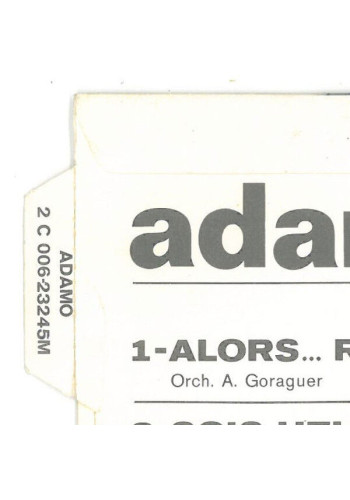 ADAMO
2 C 006-23245M
ada
1-ALORS... R
Orch. A. Goraguer